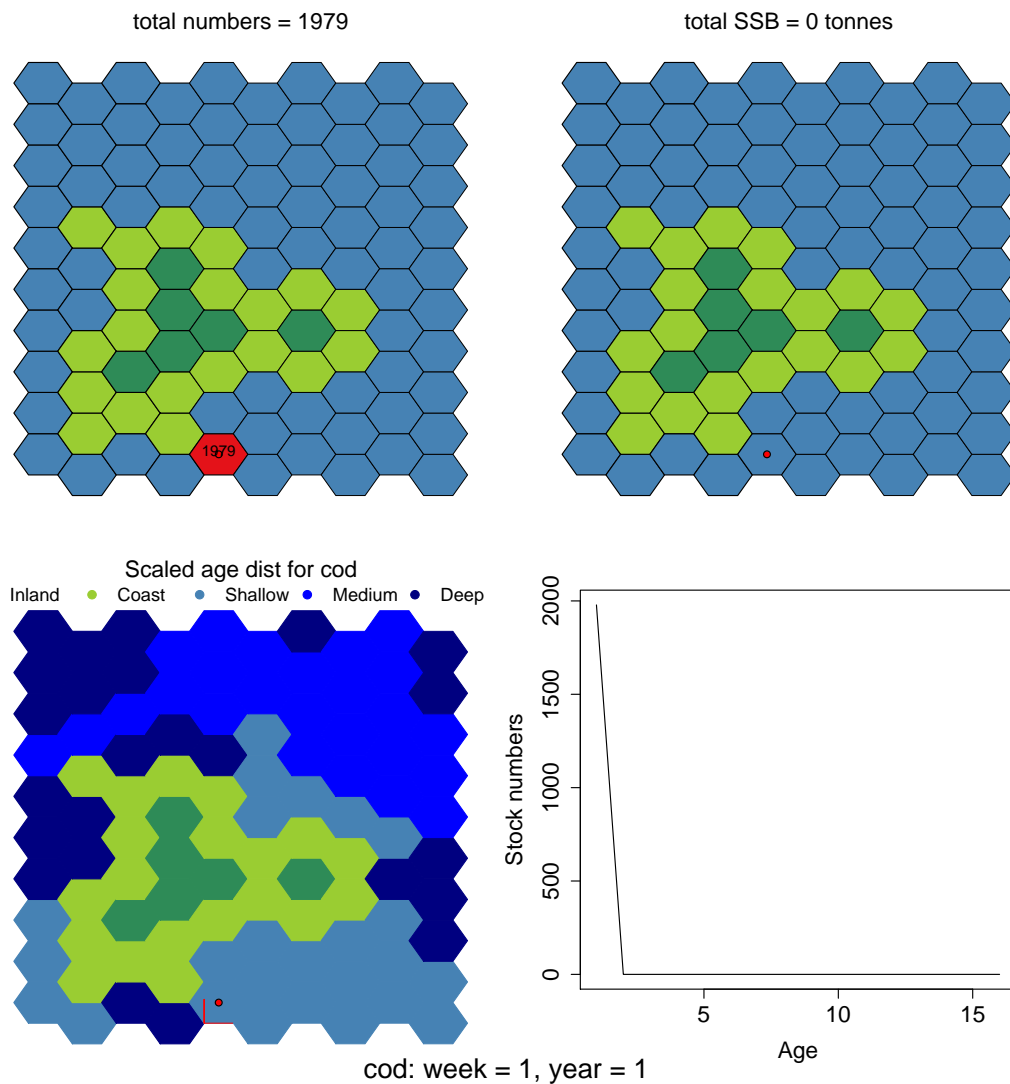 total numbers = 1979
total SSB = 0 tonnes
1979
Scaled age dist for cod
Inland Coast Shallow Medium Deep
Stock numbers
2000
1500
1000
500
0
5 10 15
Age
cod: week = 1, year = 1